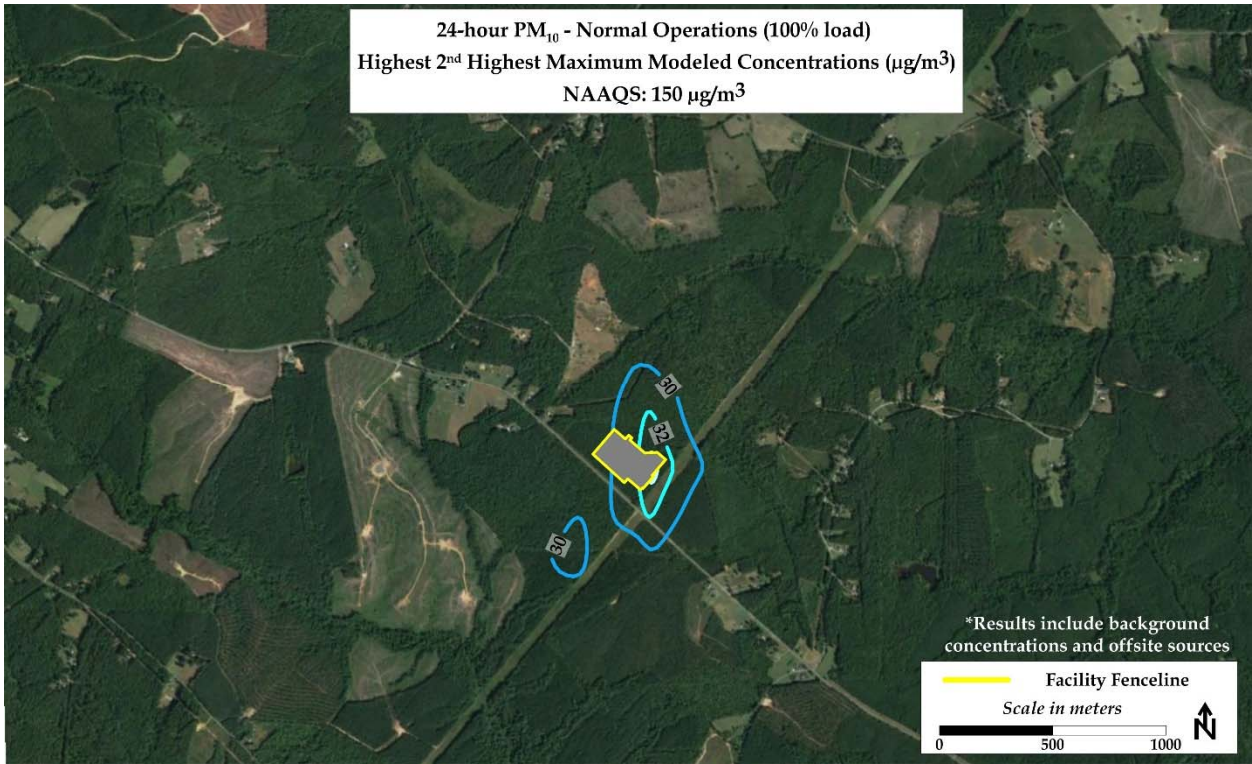 24-hour PM₁₀ - Normal Operations (100% load)
Highest 2ⁿᵈ Highest Maximum Modeled Concentrations (µg/m³)
NAAQS: 150 µg/m³
30
32
30
*Results include background
concentrations and offsite sources
Facility Fenceline
Scale in meters
0 500 1000
N